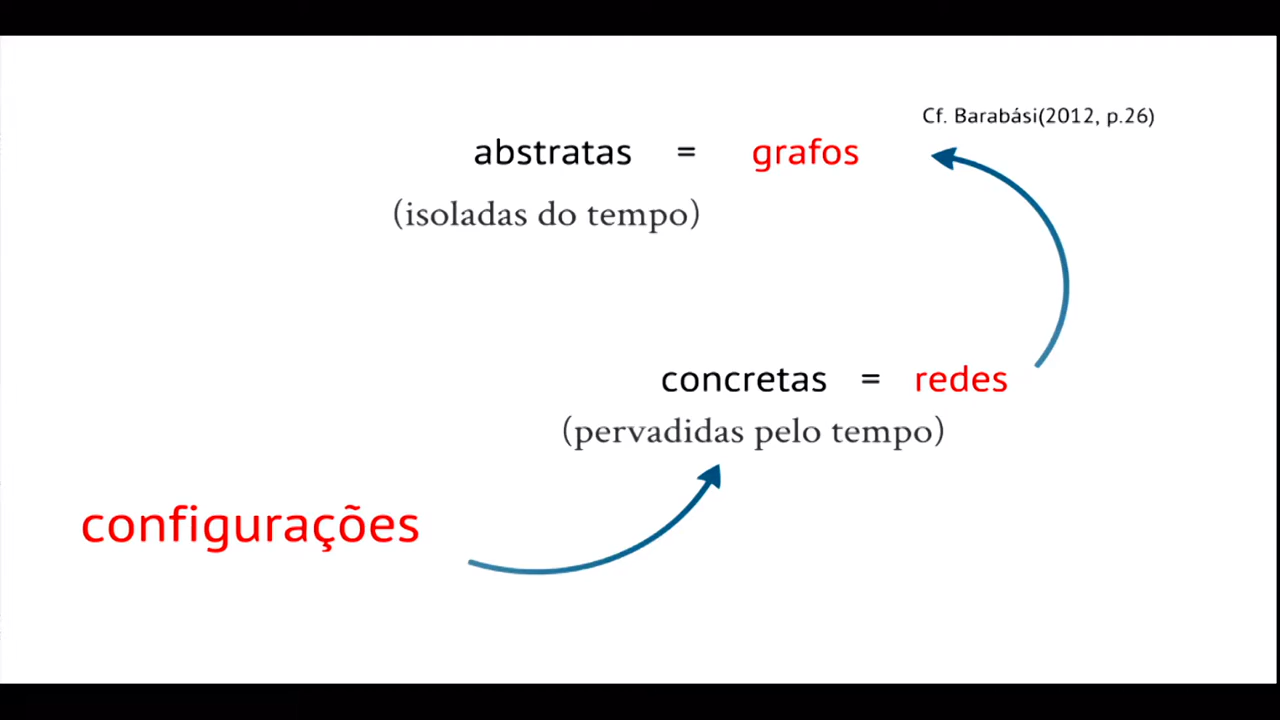 Cf. Barabási(2012, p.26)
abstratas = grafos
(isoladas do tempo)
concretas = redes
(pervadidas pelo tempo)
configurações